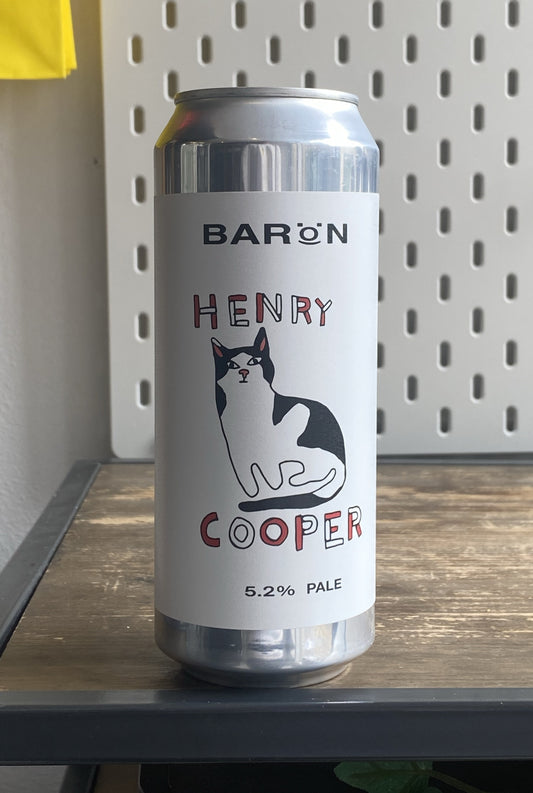 BARÖN
HENRY
COOPER
5.2% PALE